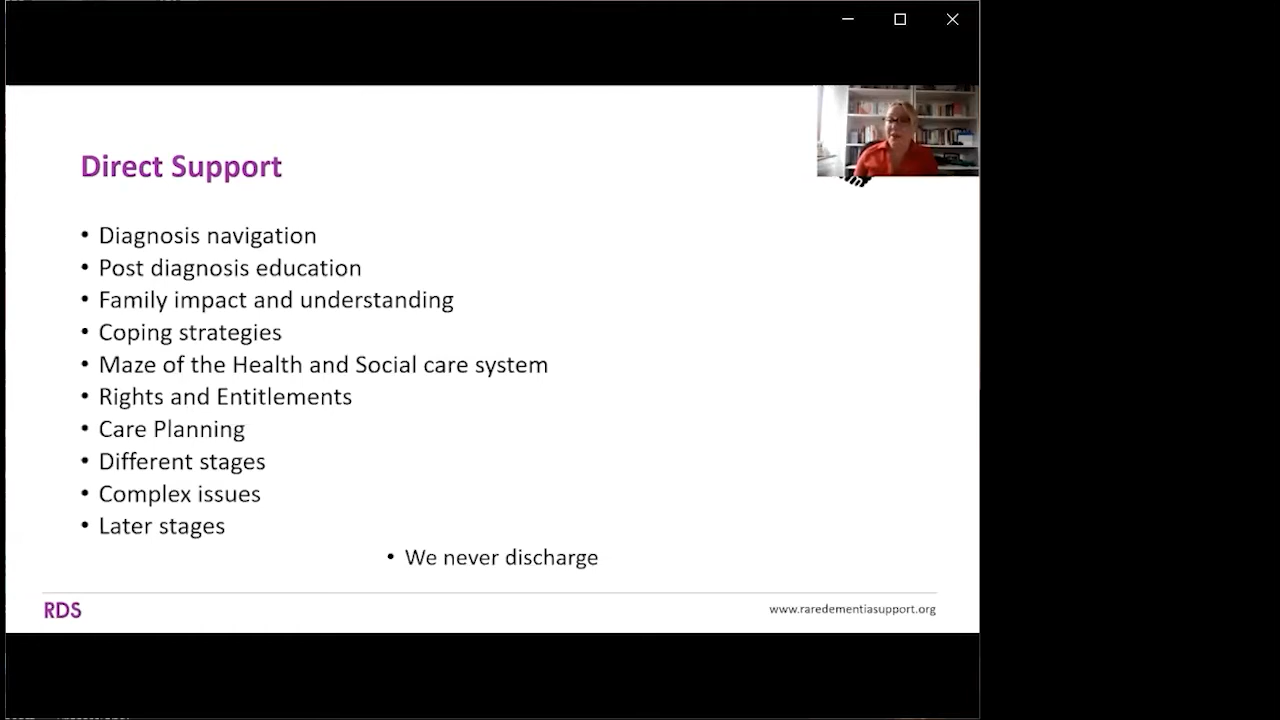 Direct Support
• Diagnosis navigation
• Post diagnosis education
• Family impact and understanding
• Coping strategies
• Maze of the Health and Social care system
• Rights and Entitlements
• Care Planning
• Different stages
• Complex issues
• Later stages
• We never discharge
RDS
www.raredementiasupport.org